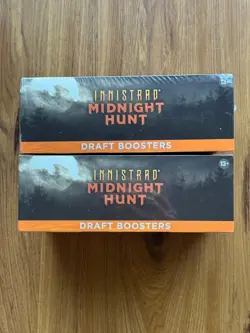 INNISTRAD
MIDNIGHT
HUNT
DRAFT BOOSTERS
INNISTRAD
MIDNIGHT
HUNT
13+
DRAFT BOOSTERS